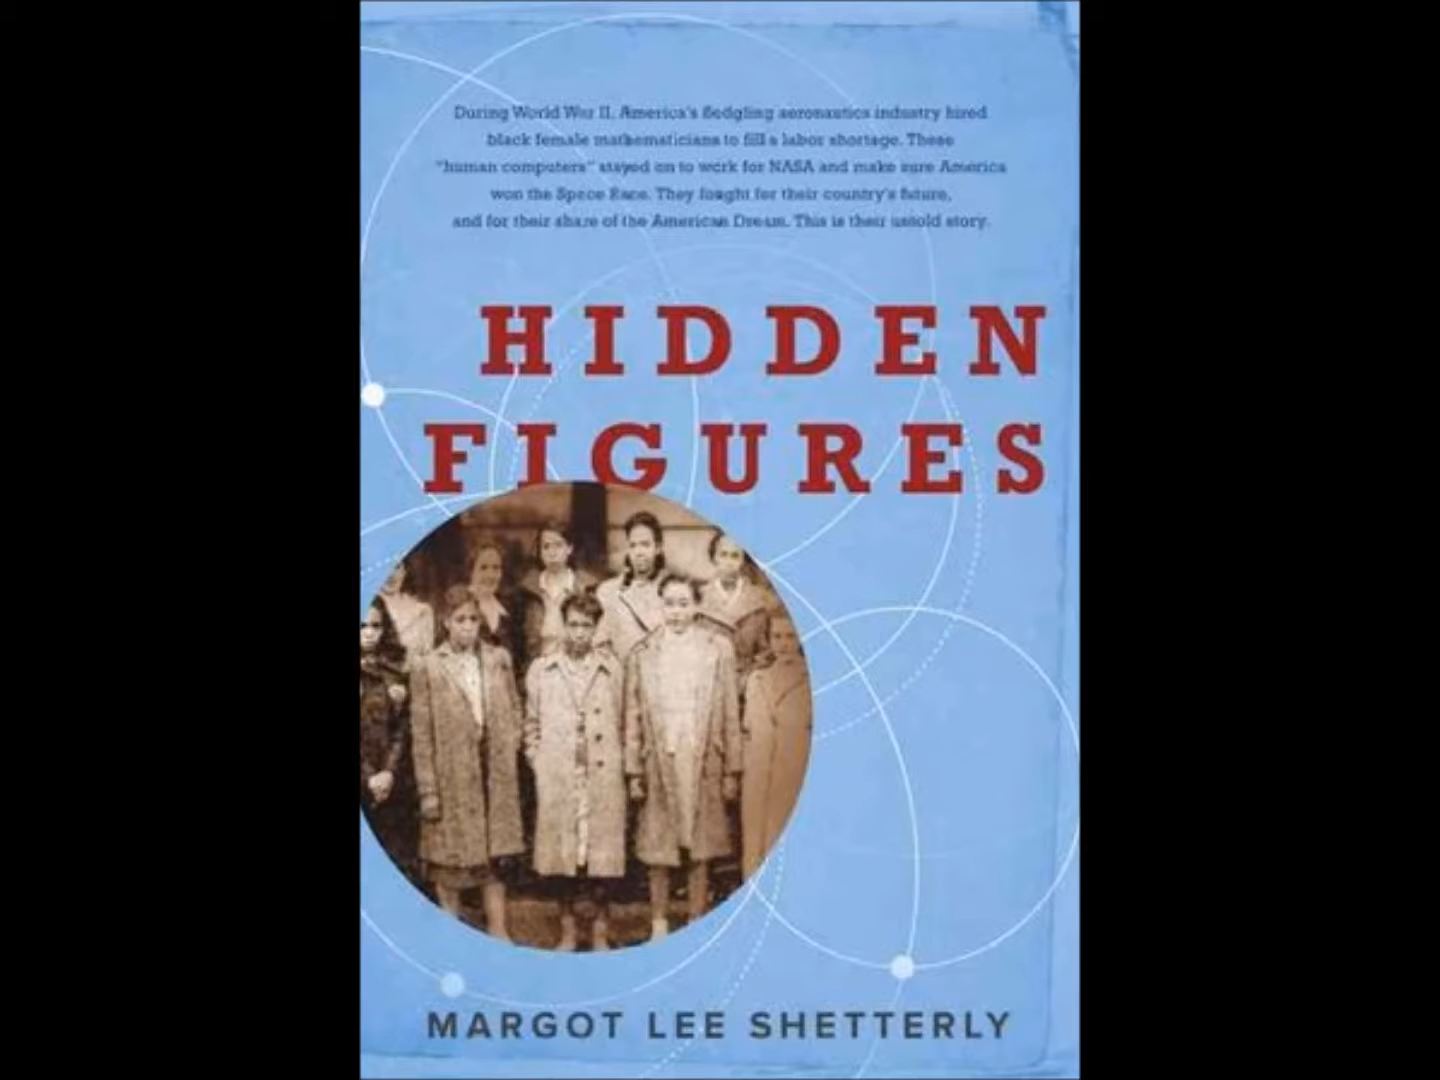 During World War II, America's fledgling aeronautics industry hired
black female mathematicians to fill a labor shortage. These
"human computers" stayed on to work for NASA and make sure America
won the Space Race. They fought for their country's future,
and for their share of the American Dream. This is their untold story.
HIDDEN
FIGURES
MARGOT LEE SHETTERLY